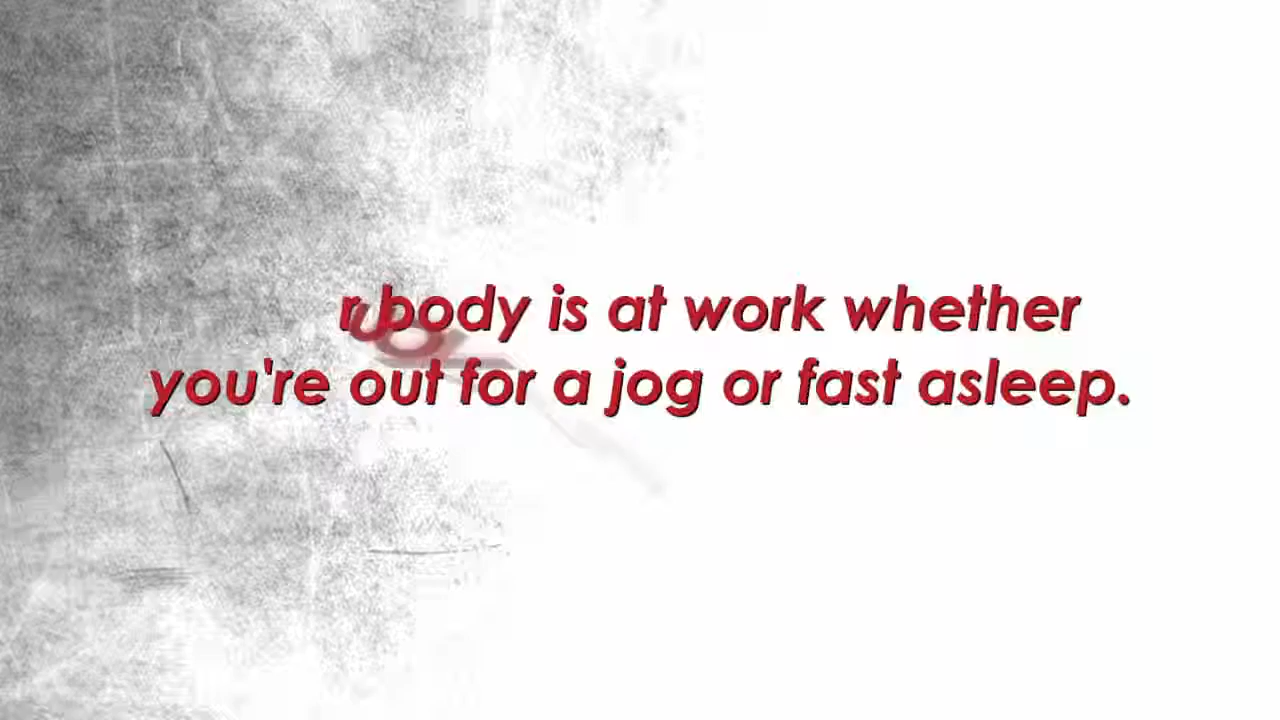 body is at work whether
you're out for a jog or fast asleep.